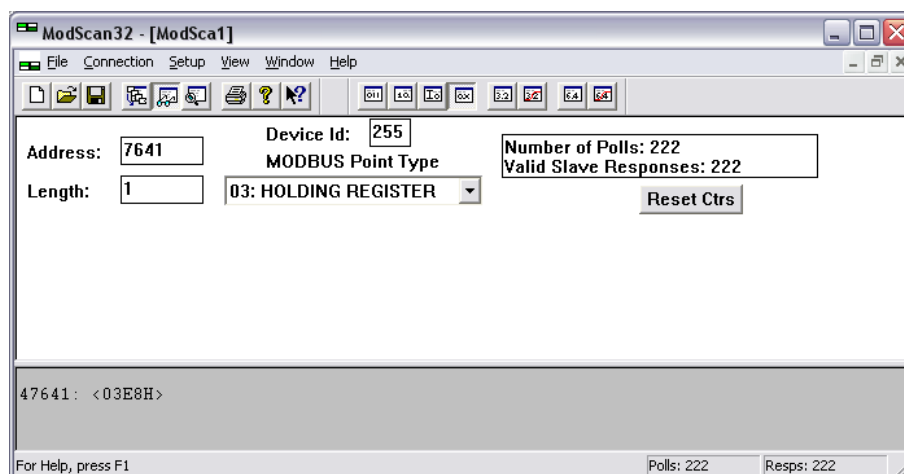 ModScan32 - [ModSca1]
File Connection Setup View Window Help
Address: 7641
Device Id: 255
MODBUS Point Type
Length: 1
03: HOLDING REGISTER
Number of Polls: 222
Valid Slave Responses: 222
Reset Ctrs
47641: <03E8H>
For Help, press F1
Polls: 222
Resps: 222